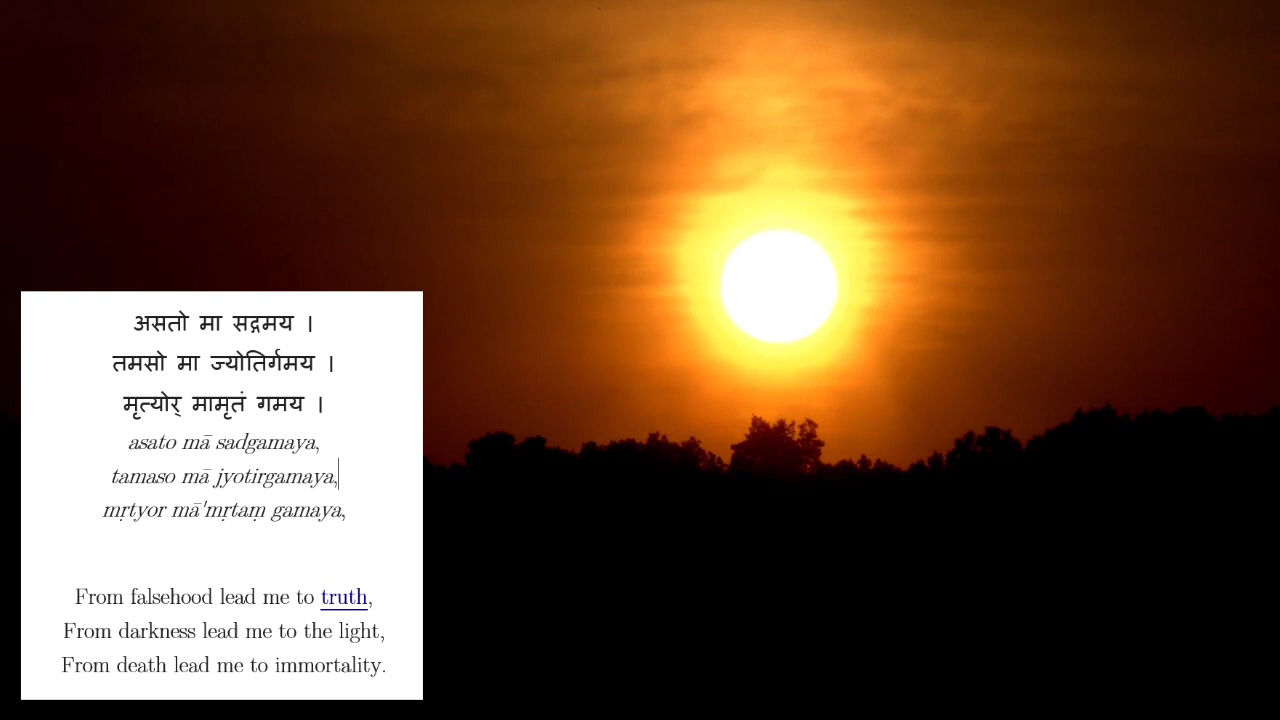 असतो मा सद्गमय ।
तमसो मा ज्योतिर्गमय ।
मृत्योर् मामृतं गमय ।
asato mā sadgamaya,
tamaso mā jyotirgamaya,
mṛtyor mā'mṛtaṃ gamaya,
From falsehood lead me to truth,
From darkness lead me to the light,
From death lead me to immortality.